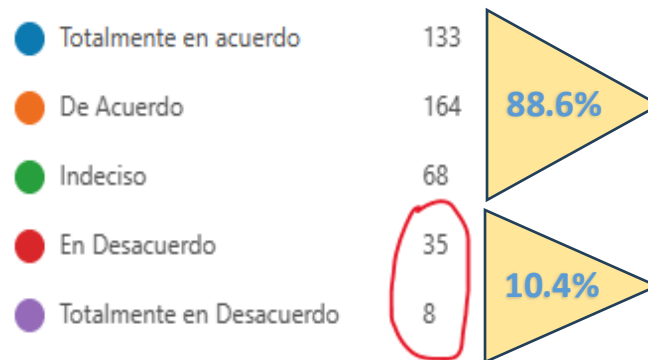 Totalmente en acuerdo 133
De Acuerdo 164
88.6%
Indeciso 68
En Desacuerdo 35
10.4%
Totalmente en Desacuerdo 8